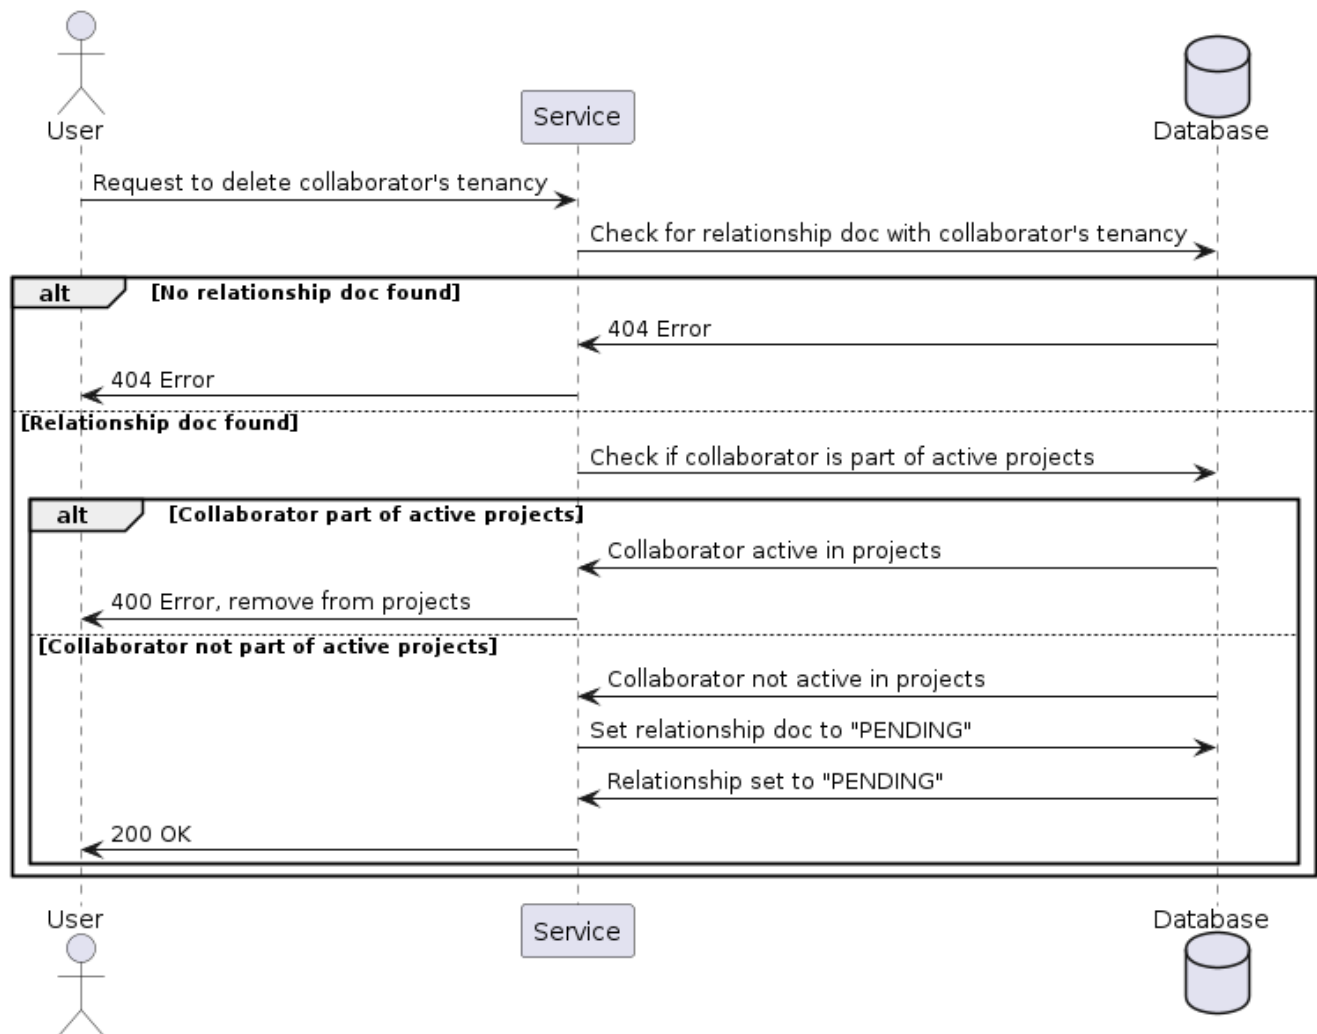 User
Service
Database
Request to delete collaborator's tenancy
Check for relationship doc with collaborator's tenancy
alt [No relationship doc found]
404 Error
404 Error
[Relationship doc found]
Check if collaborator is part of active projects
alt [Collaborator part of active projects]
Collaborator active in projects
400 Error, remove from projects
[Collaborator not part of active projects]
Collaborator not active in projects
Set relationship doc to "PENDING"
Relationship set to "PENDING"
200 OK
User
Service
Database